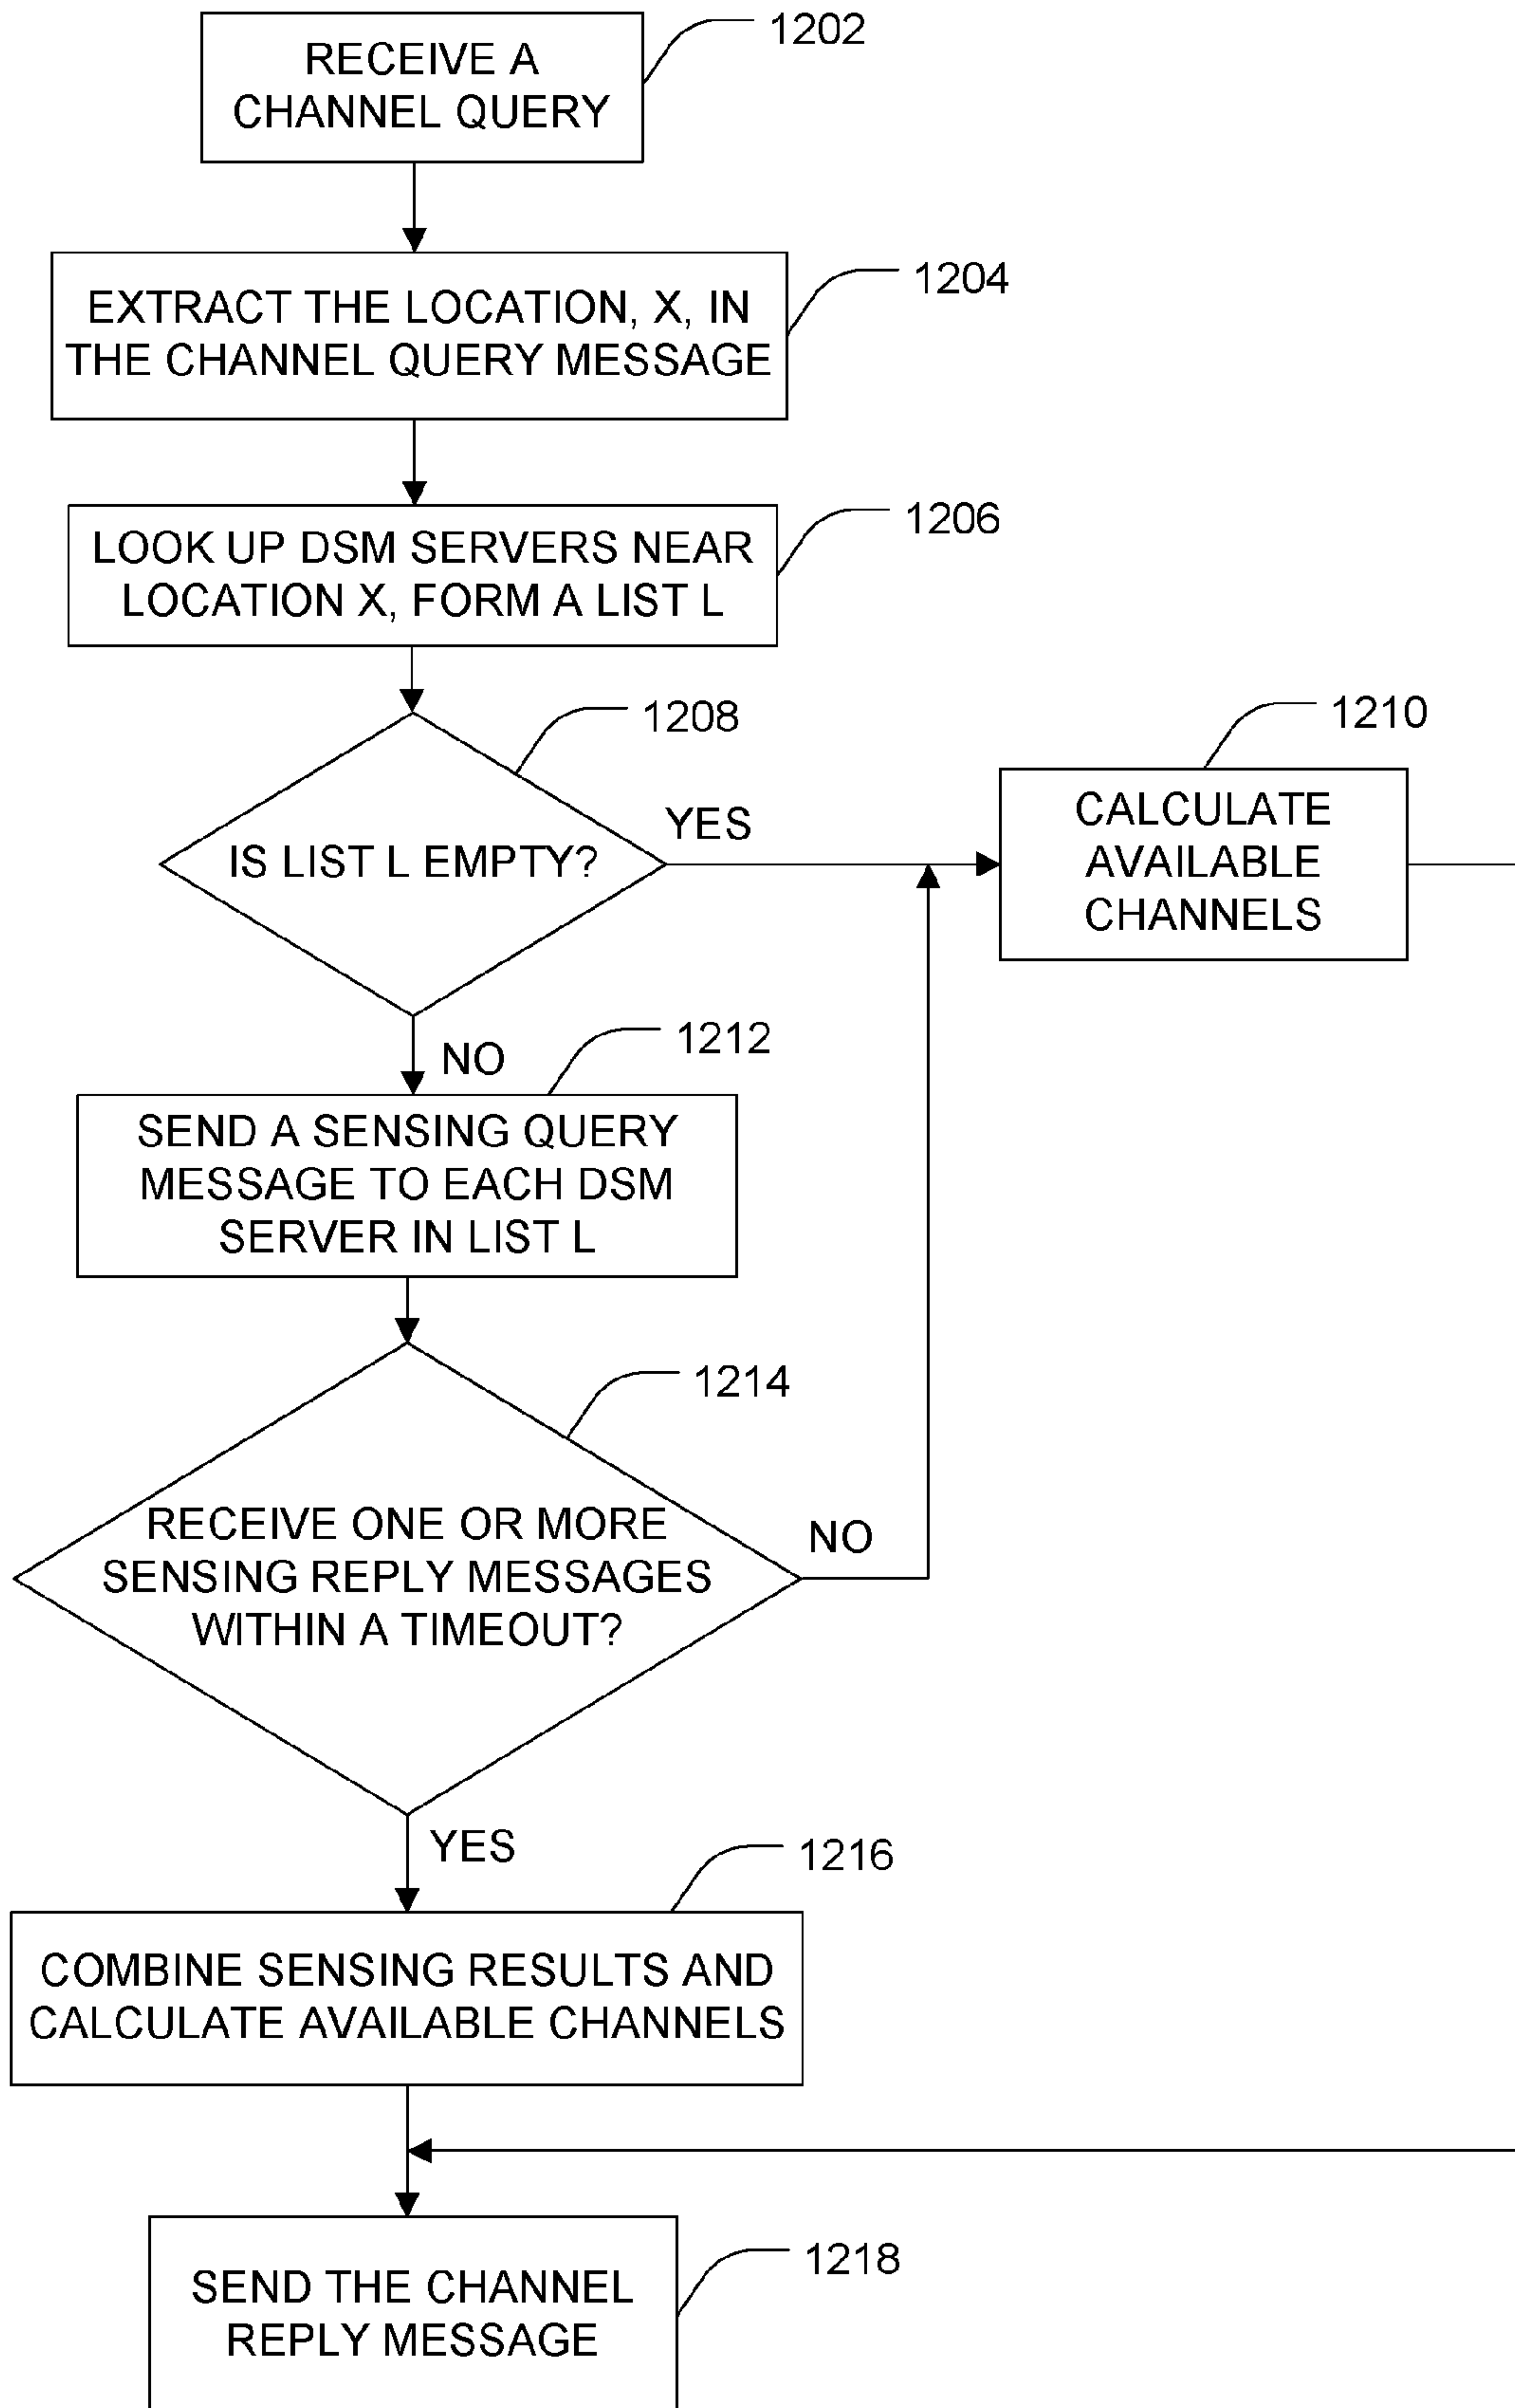 RECEIVE A
CHANNEL QUERY
1202
EXTRACT THE LOCATION, X, IN
THE CHANNEL QUERY MESSAGE
1204
LOOK UP DSM SERVERS NEAR
LOCATION X, FORM A LIST L
1206
IS LIST L EMPTY?
1208
YES
CALCULATE
AVAILABLE
CHANNELS
1210
NO
SEND A SENSING QUERY
MESSAGE TO EACH DSM
SERVER IN LIST L
1212
RECEIVE ONE OR MORE
SENSING REPLY MESSAGES
WITHIN A TIMEOUT?
1214
NO
YES
COMBINE SENSING RESULTS AND
CALCULATE AVAILABLE CHANNELS
1216
SEND THE CHANNEL
REPLY MESSAGE
1218